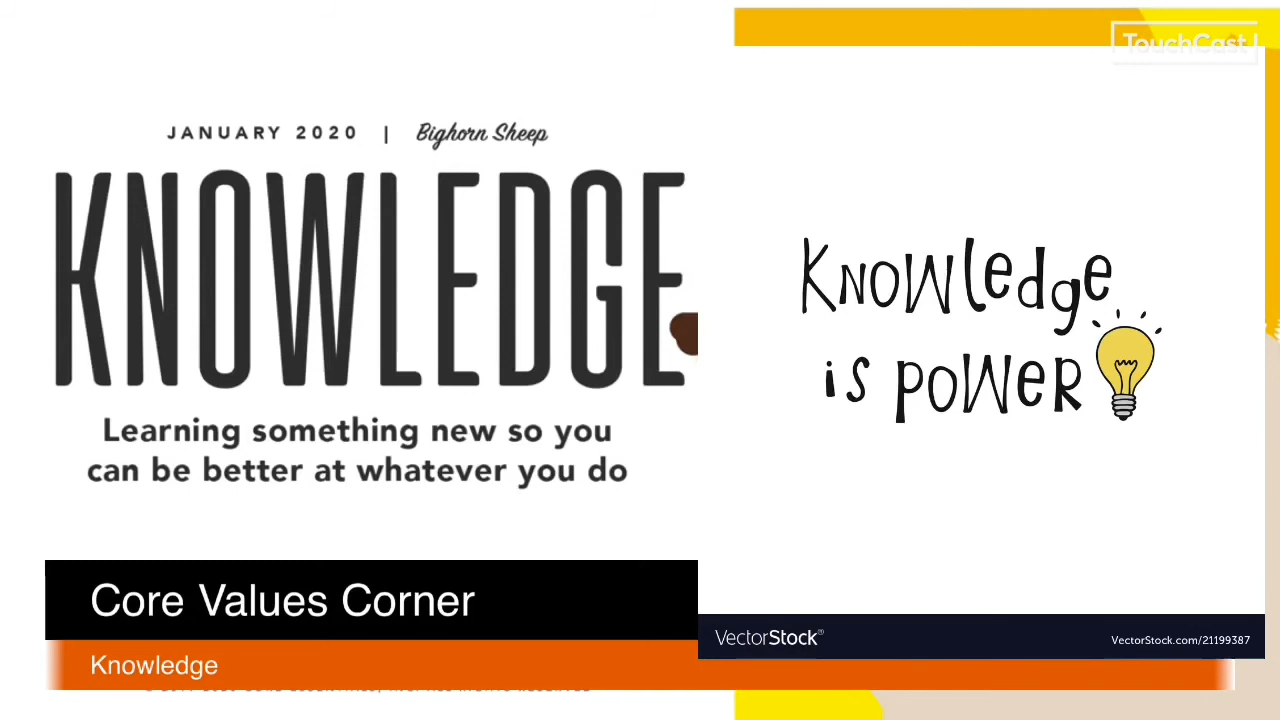 TouchCast
JANUARY 2020 | Bighorn Sheep
KNOWLEDGE
Learning something new so you
can be better at whatever you do
Knowledge
is power
Core Values Corner
Knowledge
VectorStock®
VectorStock.com/21199387